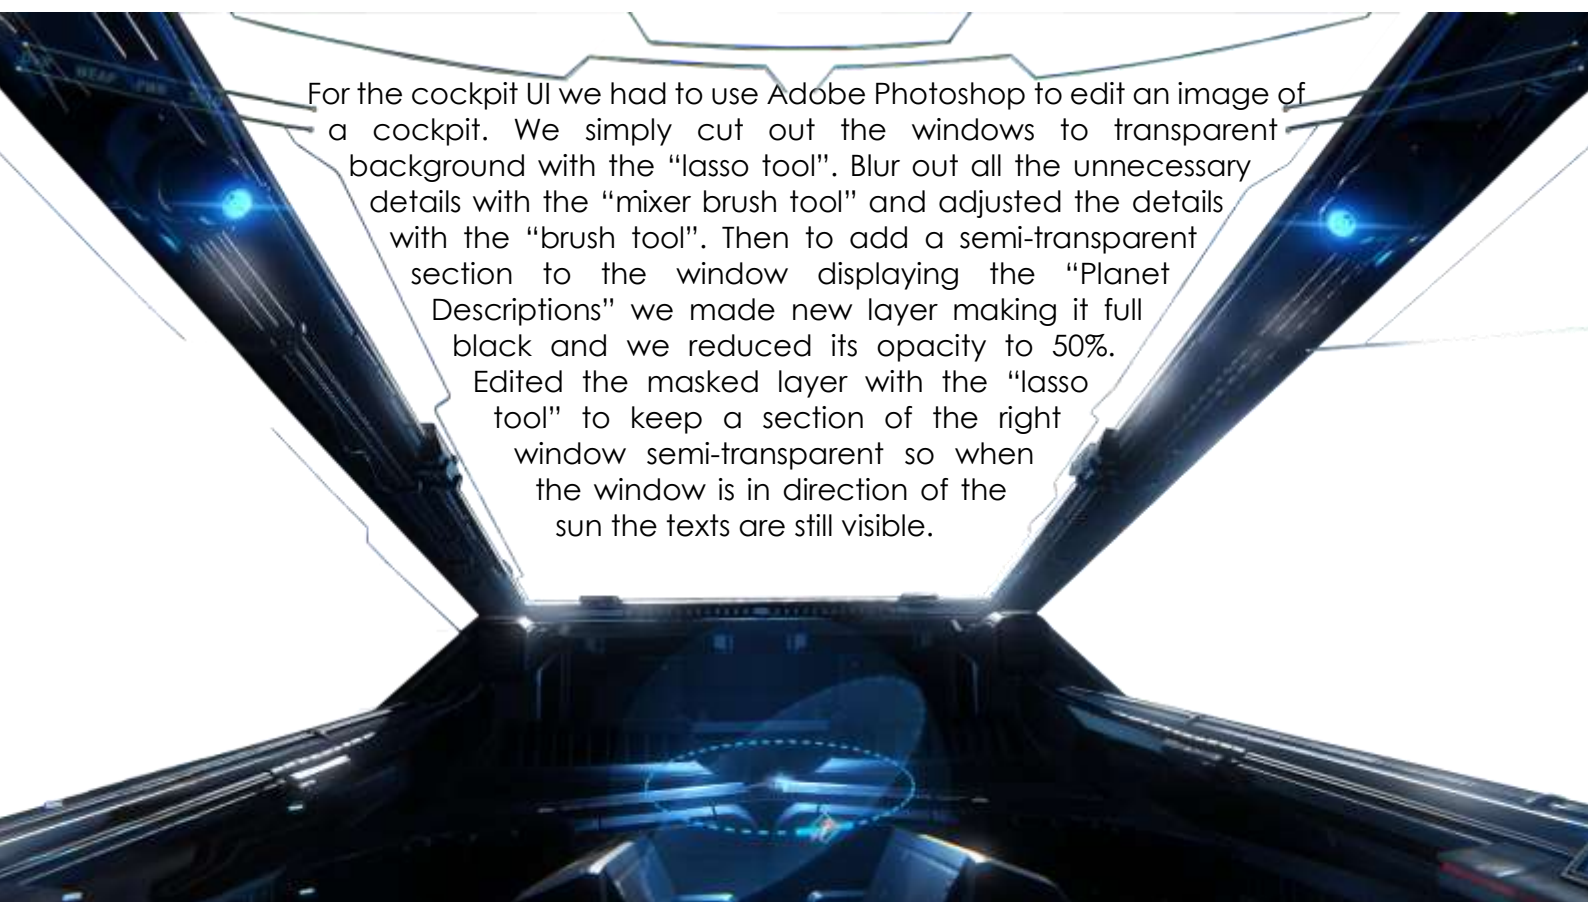 For the cockpit UI we had to use Adobe Photoshop to edit an image of
a cockpit. We simply cut out the windows to transparent
background with the “lasso tool”. Blur out all the unnecessary
details with the “mixer brush tool” and adjusted the details
with the “brush tool”. Then to add a semi-transparent
section to the window displaying the “Planet
Descriptions” we made new layer making it full
black and we reduced its opacity to 50%.
Edited the masked layer with the “lasso
tool” to keep a section of the right
window semi-transparent so when
the window is in direction of the
sun the texts are still visible.